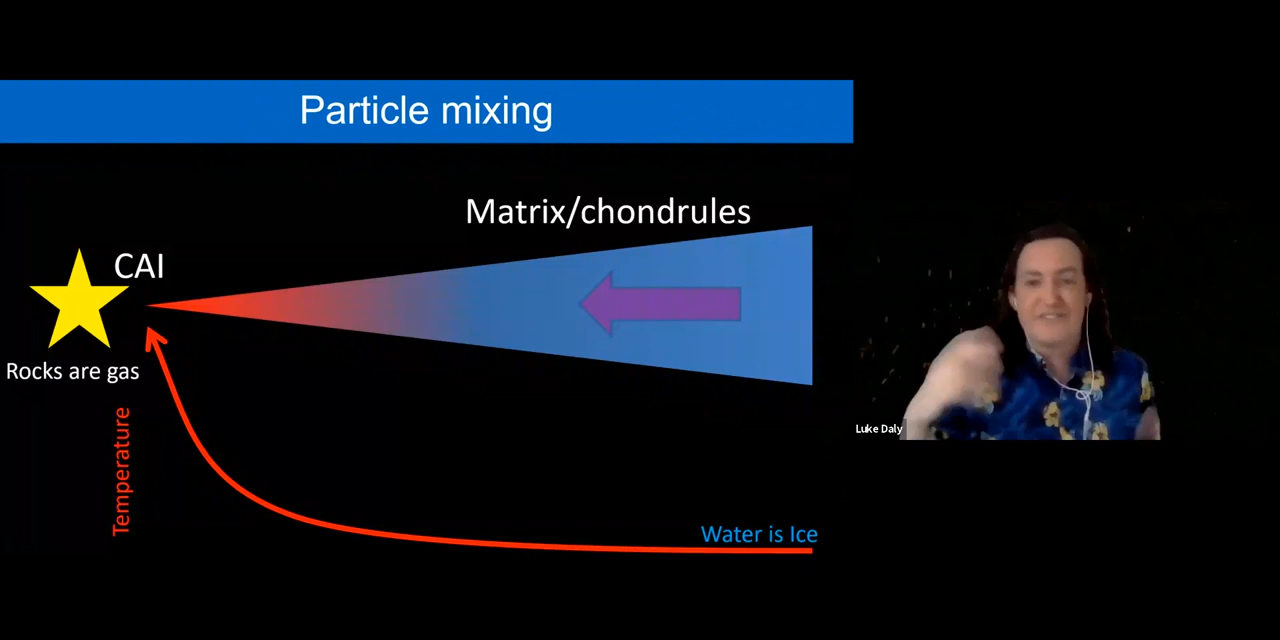 Particle mixing
Matrix/chondrules
CAI
Rocks are gas
Temperature
Luke Daly
Water is Ice